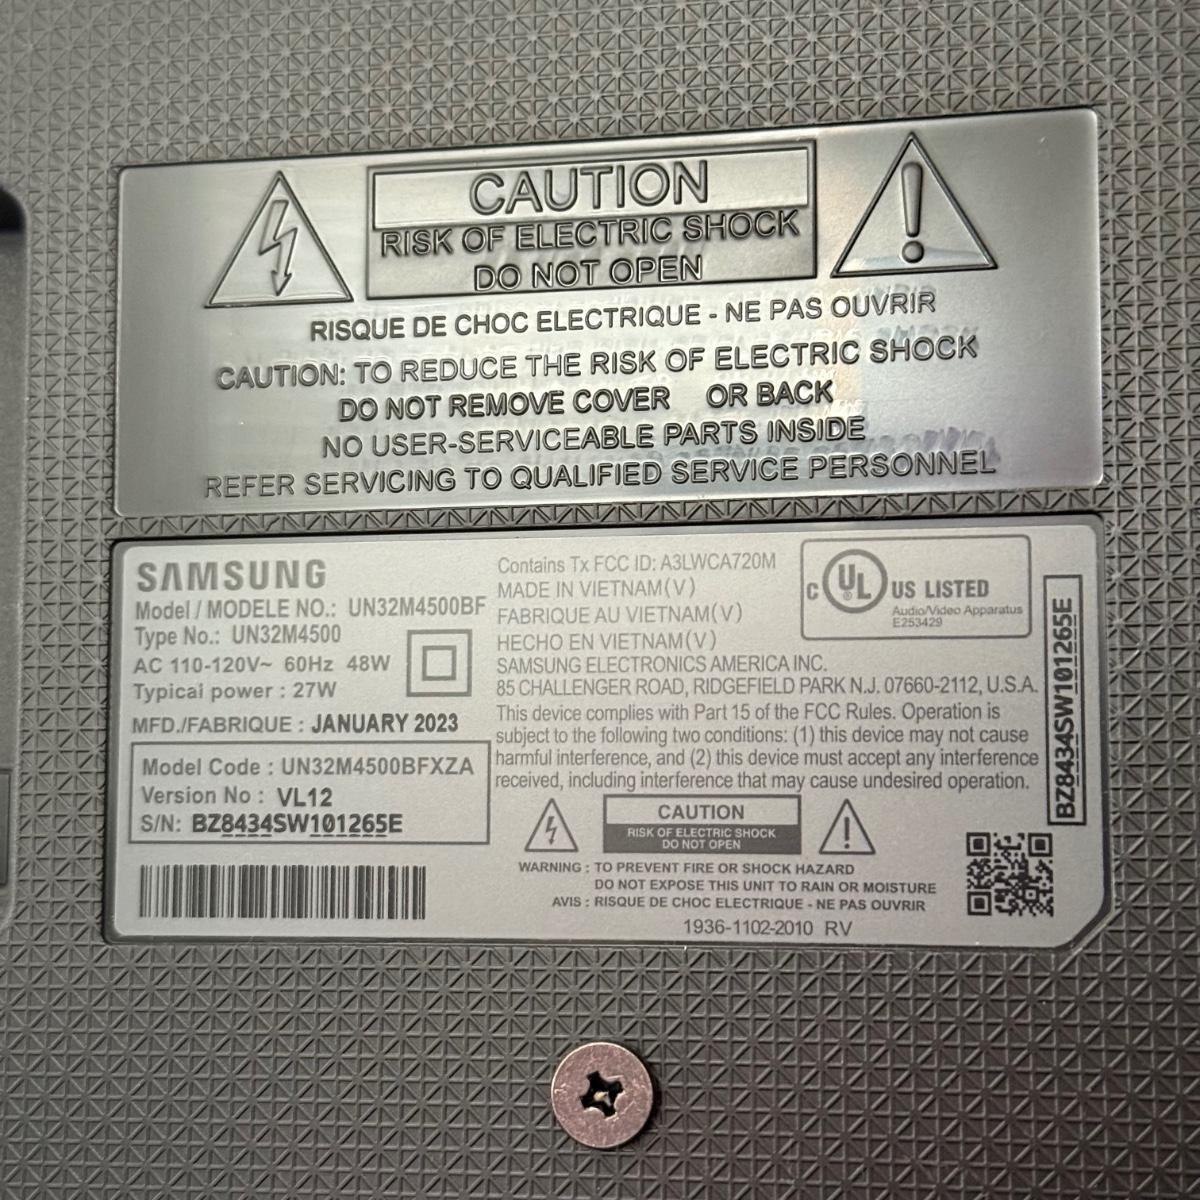 CAUTION
RISK OF ELECTRIC SHOCK
DO NOT OPEN
RISQUE DE CHOC ELECTRIQUE - NE PAS OUVRIR
CAUTION: TO REDUCE THE RISK OF ELECTRIC SHOCK
DO NOT REMOVE COVER OR BACK
NO USER-SERVICEABLE PARTS INSIDE
REFER SERVICING TO QUALIFIED SERVICE PERSONNEL
SAMSUNG
Model / MODELE NO.: UN32M4500BF
Type No.: UN32M4500
AC 110-120V~ 60Hz 48W
Typical power : 27W
MFD./FABRIQUE : JANUARY 2023
Model Code : UN32M4500BFXZA
Version No : VL12
S/N: BZ8434SW101265E
Contains Tx FCC ID: A3LWCA720M
MADE IN VIETNAM(V)
FABRIQUE AU VIETNAM(V)
HECHO EN VIETNAM(V)
SAMSUNG ELECTRONICS AMERICA INC.
85 CHALLENGER ROAD, RIDGEFIELD PARK N.J. 07660-2112, U.S.A.
This device complies with Part 15 of the FCC Rules. Operation is
subject to the following two conditions: (1) this device may not cause
harmful interference, and (2) this device must accept any interference
received, including interference that may cause undesired operation.
C UL ® US LISTED
Audio/Video Apparatus
E253429
BZ8434SW101265E
CAUTION
RISK OF ELECTRIC SHOCK
DO NOT OPEN
WARNING : TO PREVENT FIRE OR SHOCK HAZARD
DO NOT EXPOSE THIS UNIT TO RAIN OR MOISTURE
AVIS : RISQUE DE CHOC ELECTRIQUE - NE PAS OUVRIR
1936-1102-2010 RV